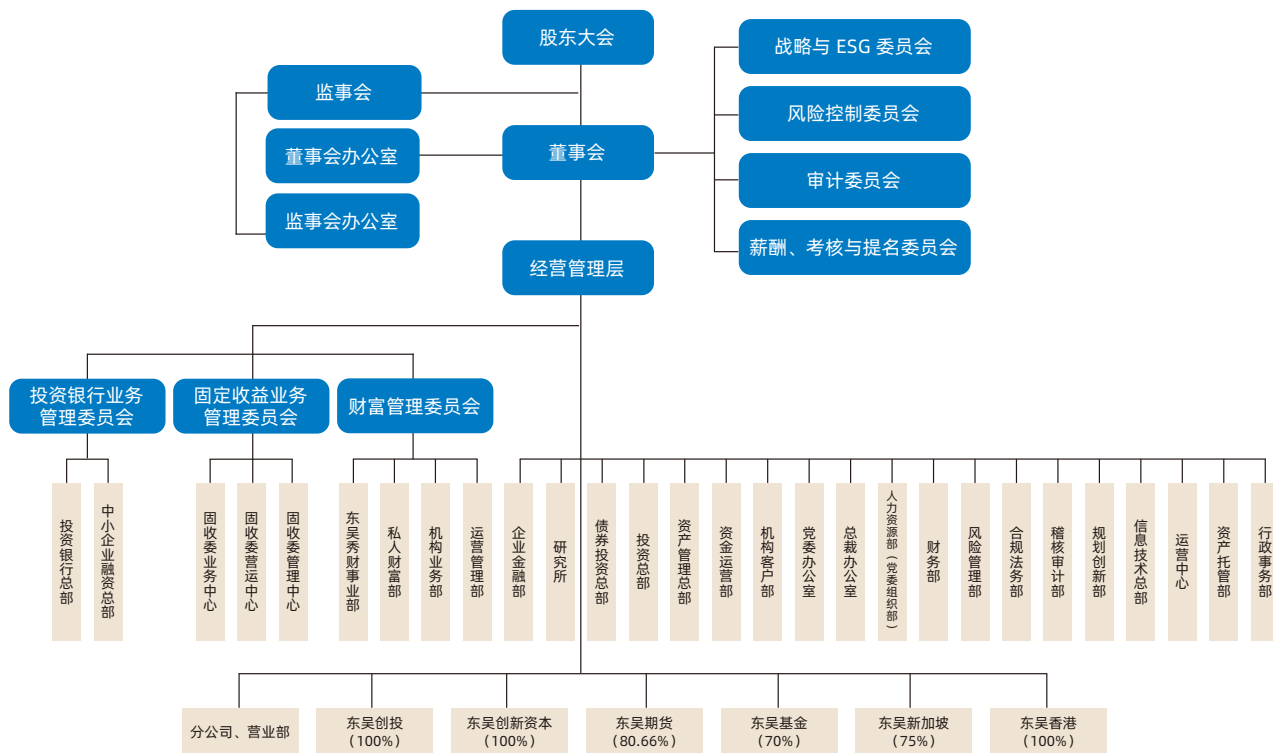 股东大会
监事会
董事会办公室
监事会办公室
董事会
战略与 ESG 委员会
风险控制委员会
审计委员会
薪酬、考核与提名委员会
经营管理层
投资银行业务
管理委员会
固定收益业务
管理委员会
财富管理委员会
投资银行总部
中小企业融资总部
固收委业务中心
固收委营运中心
固收委管理中心
东吴秀财事业部
私人财富部
机构业务部
运营管理部
企业金融部
研究所
债券投资总部
投资总部
资产管理总部
资金运营部
机构客户部
党委办公室
总裁办公室
人力资源部（党委组织部）
财务部
风险管理部
合规法务部
稽核审计部
规划创新部
信息技术总部
运营中心
资产托管部
行政事务部
分公司、营业部
东吴创投
（100%）
东吴创新资本
（100%）
东吴期货
（80.66%）
东吴基金
（70%）
东吴新加坡
（75%）
东吴香港
（100%）